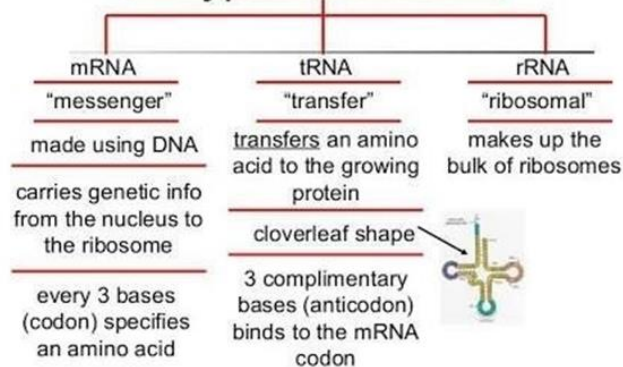 mRNA
"messenger"
made using DNA
carries genetic info
from the nucleus to
the ribosome
every 3 bases
(codon) specifies
an amino acid
tRNA
"transfer"
transfers an amino
acid to the growing
protein
cloverleaf shape
3 complimentary
bases (anticodon)
binds to the mRNA
codon
rRNA
"ribosomal"
makes up the
bulk of ribosomes